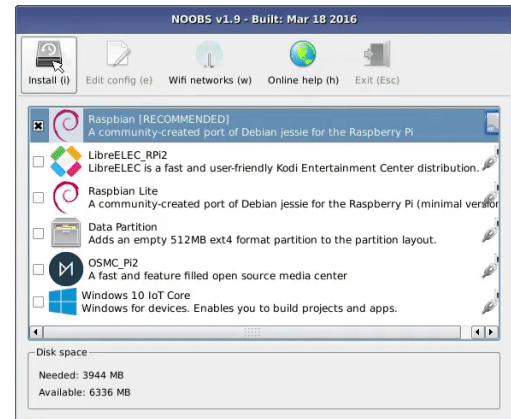 NOOBS v1.9 - Built: Mar 18 2016
Install (i) Edit config (e) Wifi networks (w) Online help (h) Exit (Esc)
Raspbian [RECOMMENDED]
A community-created port of Debian jessie for the Raspberry Pi
LibreELEC_RPi2
LibreELEC is a fast and user-friendly Kodi Entertainment Center distribution.
Raspbian Lite
A community-created port of Debian jessie for the Raspberry Pi (minimal version
Data Partition
Adds an empty 512MB ext4 format partition to the partition layout.
OSMC_Pi2
A fast and feature filled open source media center
Windows 10 IoT Core
Windows for devices. Enables you to build projects and apps.
Disk space
Needed: 3944 MB
Available: 6336 MB